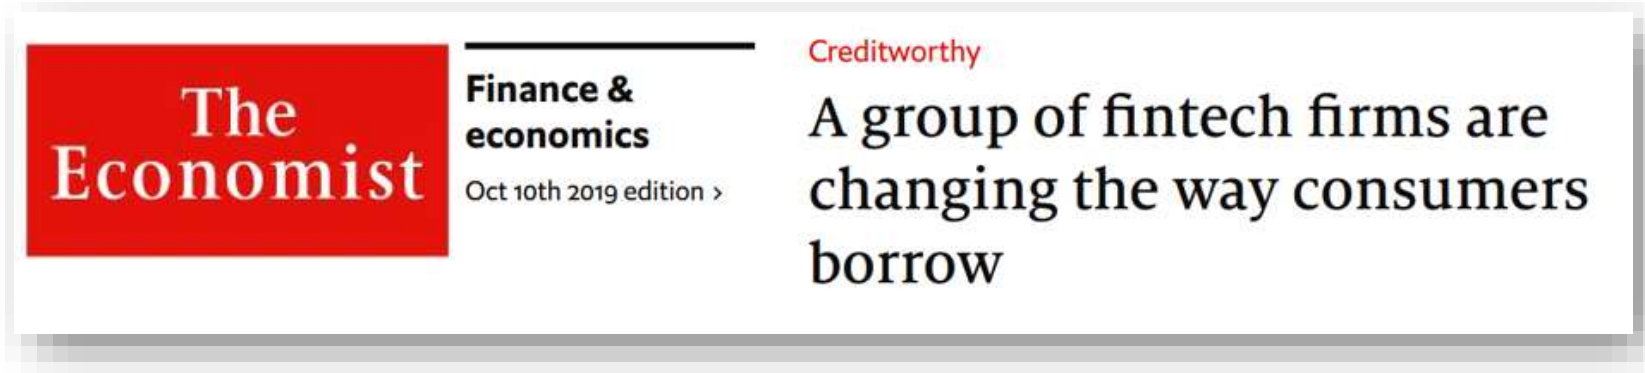 The
Economist
Finance &
economics
Oct 10th 2019 edition >
Creditworthy
A group of fintech firms are
changing the way consumers
borrow